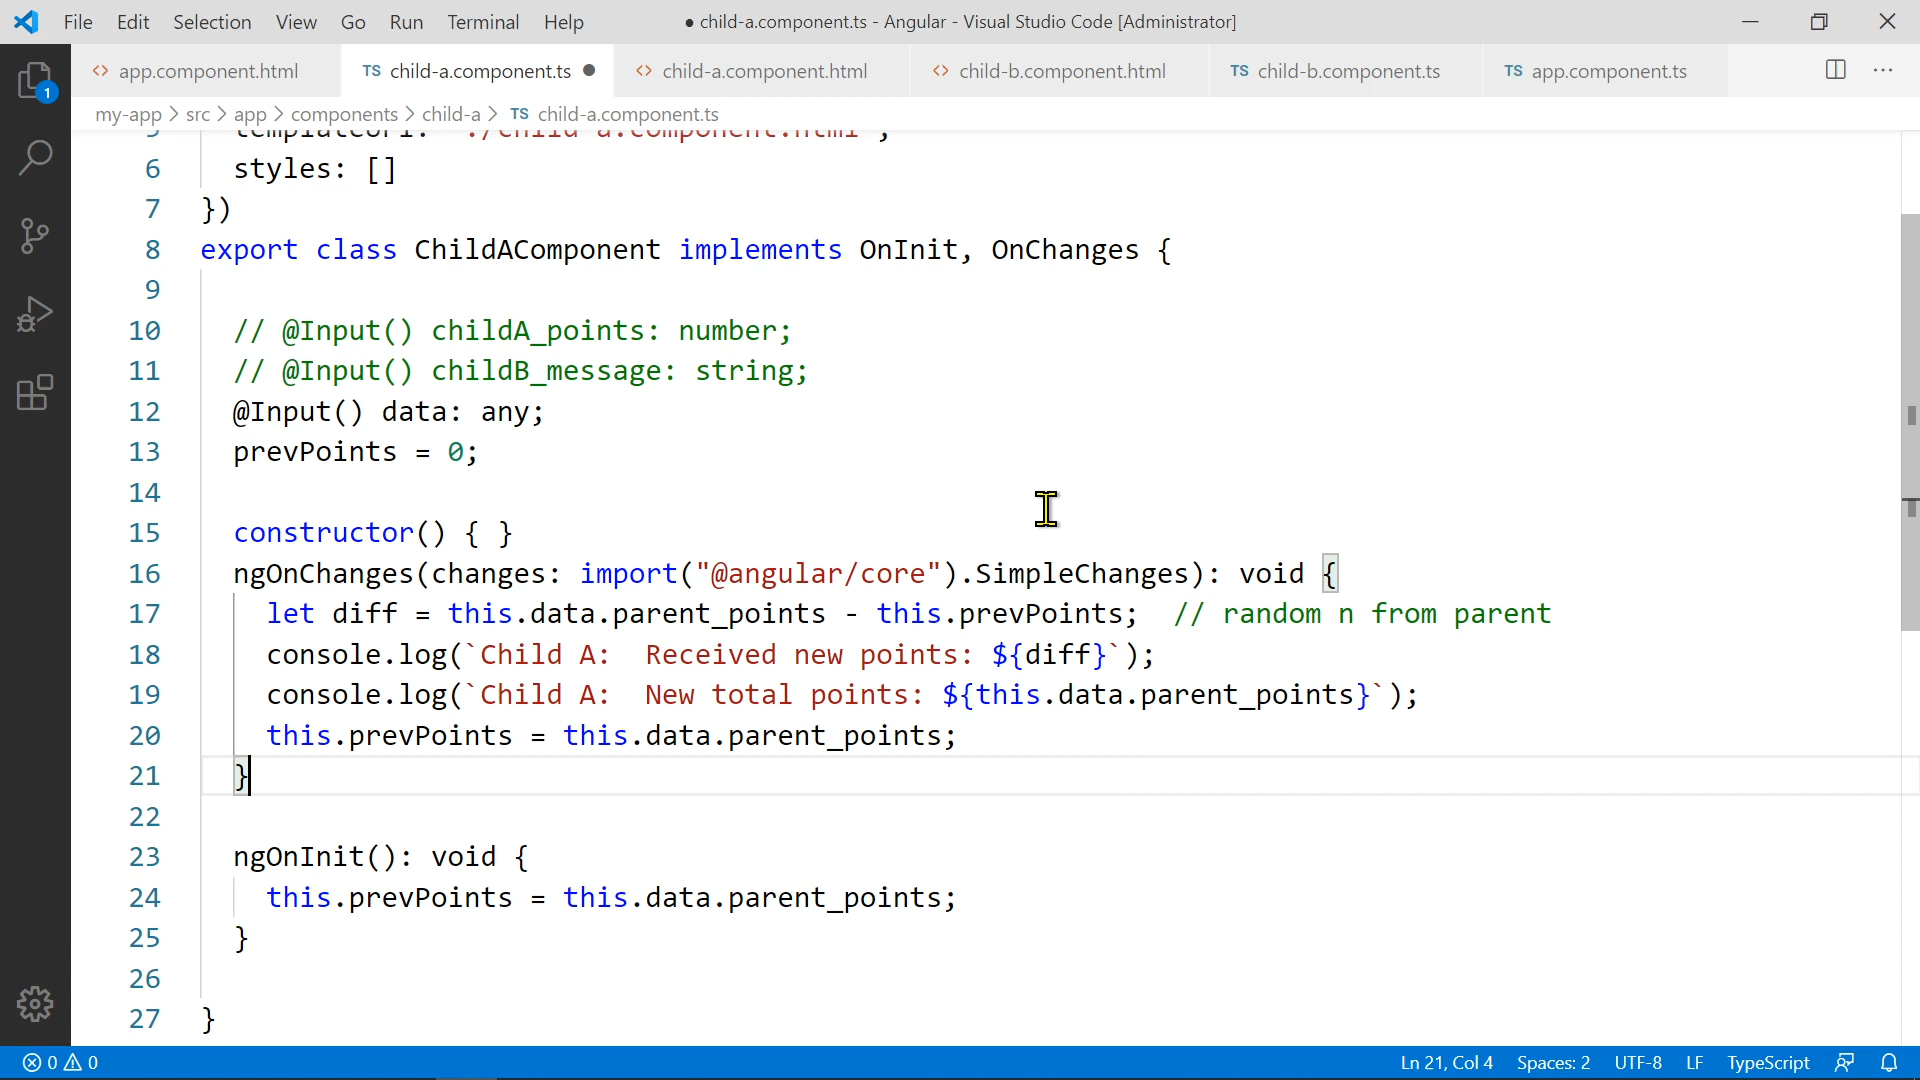 File Edit Selection View Go Run Terminal Help ● child-a.component.ts - Angular - Visual Studio Code [Administrator]
<> app.component.html TS child-a.component.ts ● <> child-a.component.html <> child-b.component.html TS child-b.component.ts TS app.component.ts ···
1
my-app > src > app > components > child-a > TS child-a.component.ts
5 templateUrl: './child-a.component.html',
6 styles: []
7 })
8 export class ChildAComponent implements OnInit, OnChanges {
9
10 // @Input() childA_points: number;
11 // @Input() childB_message: string;
12 @Input() data: any;
13 prevPoints = 0;
14
15 constructor() { }
16 ngOnChanges(changes: import("@angular/core").SimpleChanges): void {
17 let diff = this.data.parent_points - this.prevPoints; // random n from parent
18 console.log(`Child A:  Received new points: ${diff}`);
19 console.log(`Child A:  New total points: ${this.data.parent_points}`);
20 this.prevPoints = this.data.parent_points;
21 }
22
23 ngOnInit(): void {
24 this.prevPoints = this.data.parent_points;
25 }
26
27 }
0 0 Ln 21, Col 4 Spaces: 2 UTF-8 LF TypeScript